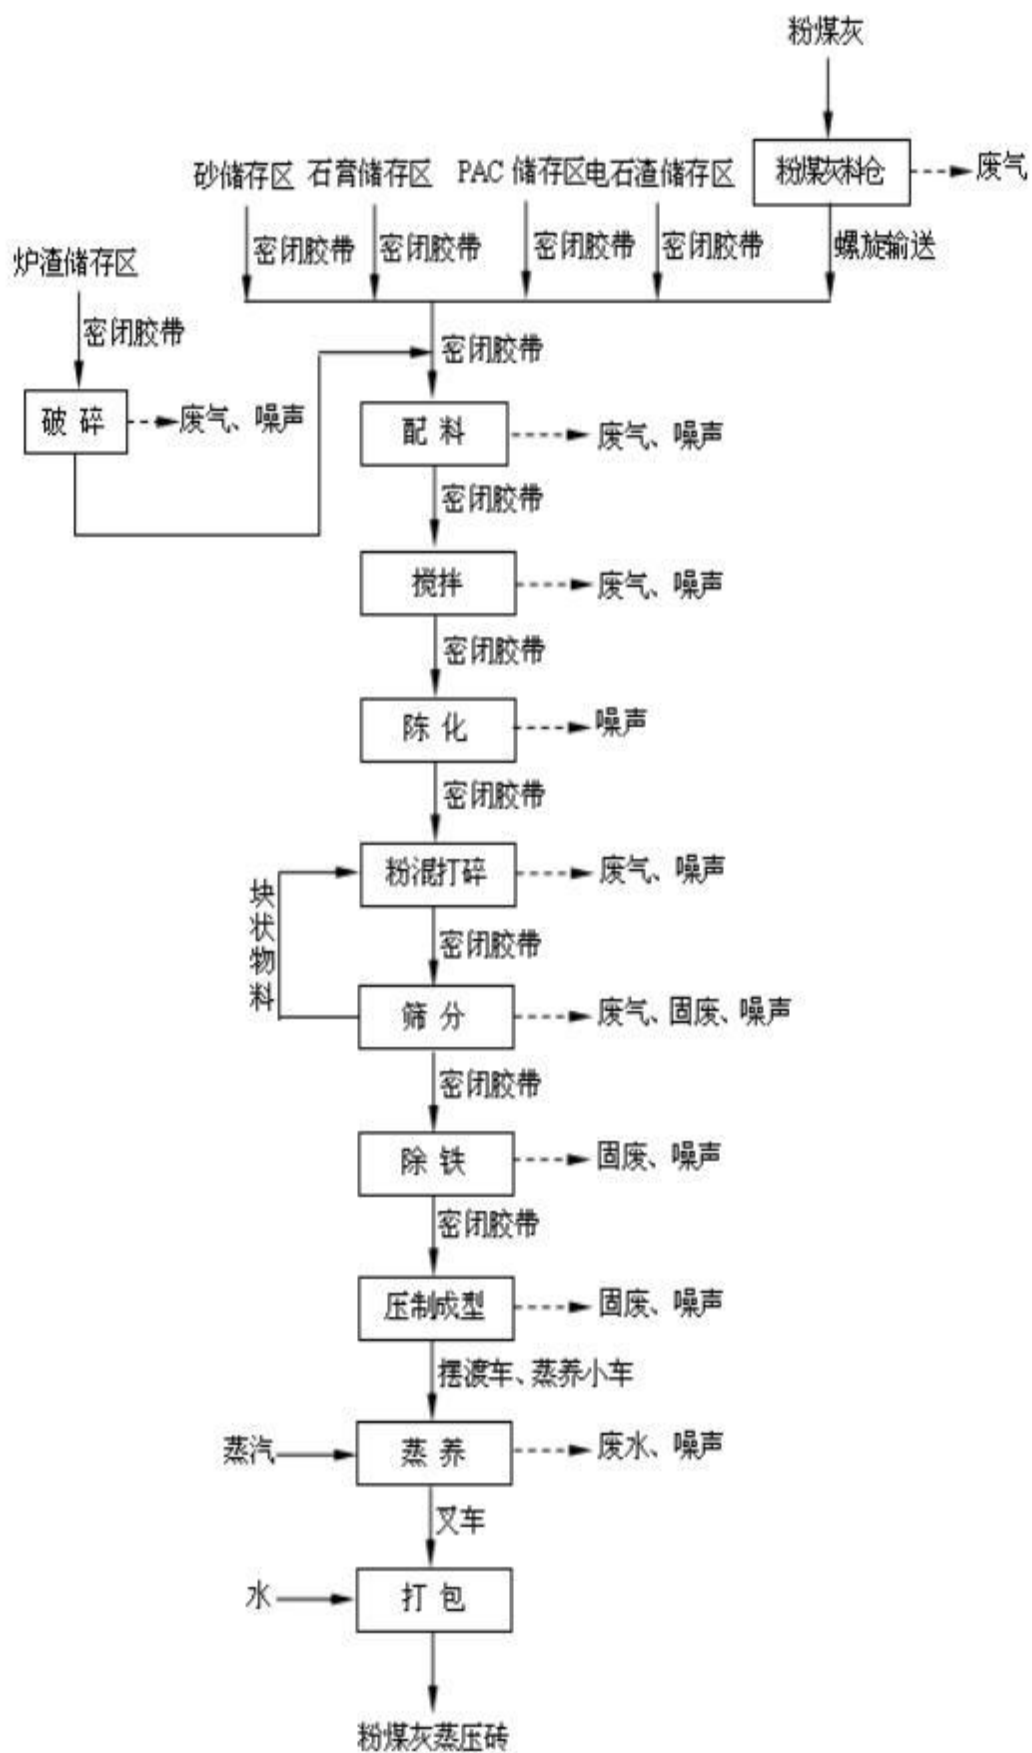 粉煤灰
砂储存区 石膏储存区 PAC 储存区 电石渣储存区 粉煤灰料仓 废气
炉渣储存区 密闭胶带 密闭胶带 密闭胶带 密闭胶带 螺旋输送
密闭胶带 密闭胶带
破碎 废气、噪声 配料 废气、噪声
密闭胶带
搅拌 废气、噪声
密闭胶带
陈化 噪声
密闭胶带
粉混打碎 废气、噪声
块状物料
密闭胶带
筛分 废气、固废、噪声
密闭胶带
除铁 固废、噪声
密闭胶带
压制成型 固废、噪声
摆渡车、蒸养小车
蒸汽 蒸养 废水、噪声
叉车
水 打包
粉煤灰蒸压砖